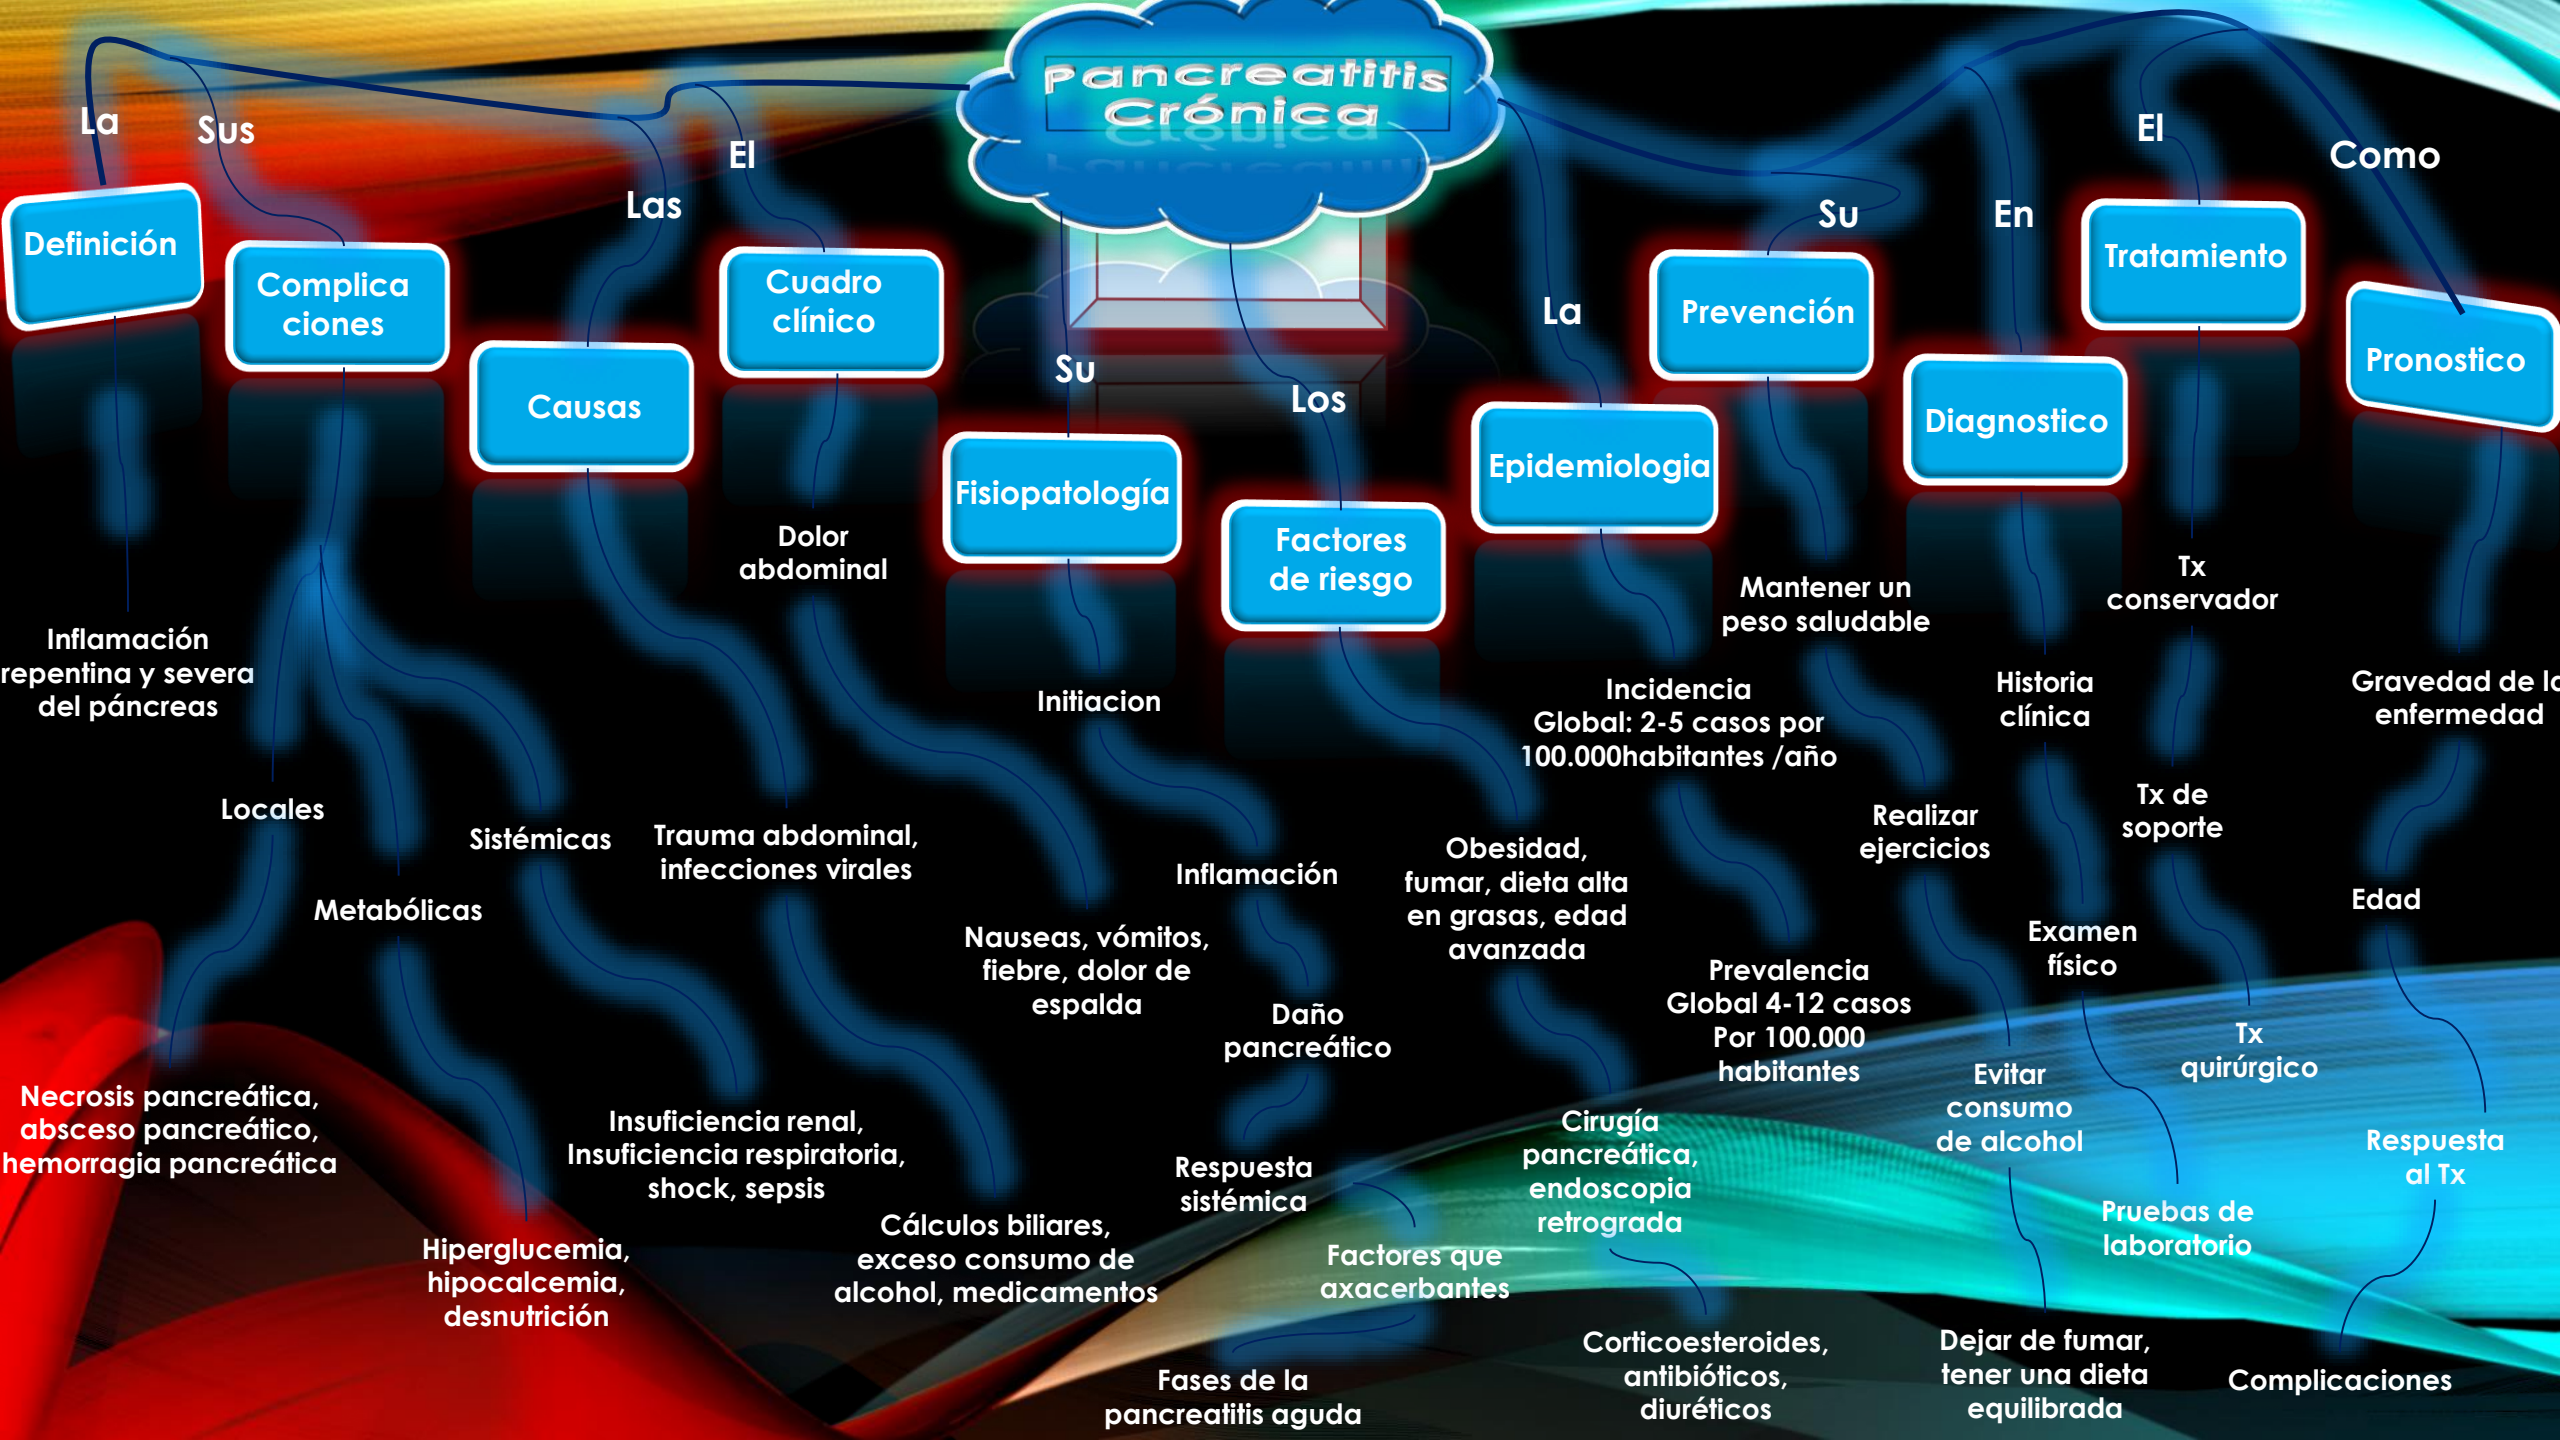 Pancreatitis
Crónica
La
Definición
Inflamación
repentina y severa
del páncreas
Sus
Complica
ciones
Locales
Necrosis pancreática,
absceso pancreático,
hemorragia pancreática
Metabólicas
Hiperglucemia,
hipocalcemia,
desnutrición
Sistémicas
Insuficiencia renal,
Insuficiencia respiratoria,
shock, sepsis
Las
Causas
Trauma abdominal,
infecciones virales
Cálculos biliares,
exceso consumo de
alcohol, medicamentos
El
Cuadro
clínico
Dolor
abdominal
Nauseas, vómitos,
fiebre, dolor de
espalda
Su
Fisiopatología
Initiacion
Inflamación
Daño
pancreático
Respuesta
sistémica
Factores que
axacerbantes
Fases de la
pancreatitis aguda
Los
Factores
de riesgo
Obesidad,
fumar, dieta alta
en grasas, edad
avanzada
Cirugía
pancreática,
endoscopia
retrograda
Corticoesteroides,
antibióticos,
diuréticos
La
Epidemiologia
Incidencia
Global: 2-5 casos por
100.000habitantes /año
Prevalencia
Global 4-12 casos
Por 100.000
habitantes
Su
Prevención
Mantener un
peso saludable
Realizar
ejercicios
Evitar
consumo
de alcohol
Dejar de fumar,
tener una dieta
equilibrada
En
Diagnostico
Historia
clínica
Examen
físico
Pruebas de
laboratorio
El
Tratamiento
Tx
conservador
Tx de
soporte
Tx
quirúrgico
Como
Pronostico
Gravedad de la
enfermedad
Edad
Respuesta
al Tx
Complicaciones